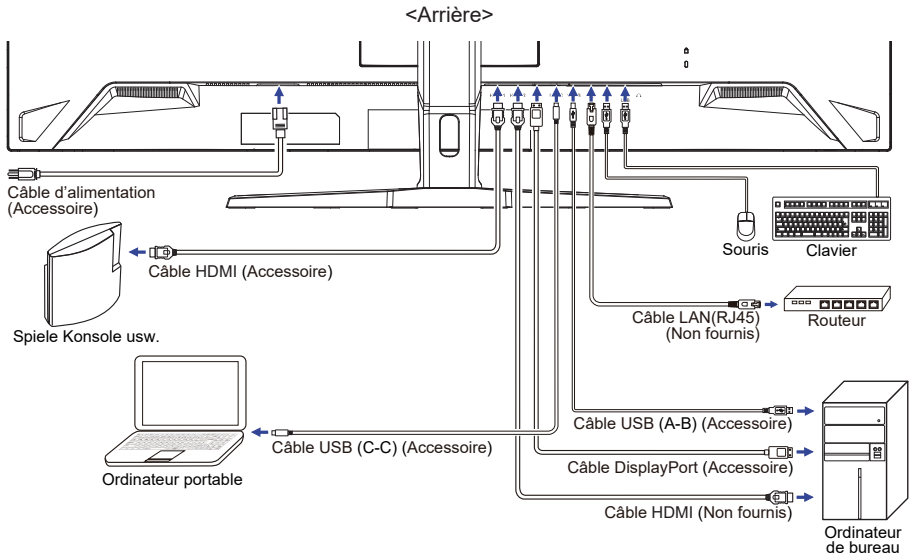 <Arrière>
Câble d'alimentation
(Accessoire)
Souris
Clavier
Câble HDMI (Accessoire)
Spiele Konsole usw.
Câble LAN(RJ45)
(Non fournis)
Routeur
Câble USB (A-B) (Accessoire)
Câble USB (C-C) (Accessoire)
Câble DisplayPort (Accessoire)
Ordinateur portable
Câble HDMI (Non fournis)
Ordinateur
de bureau